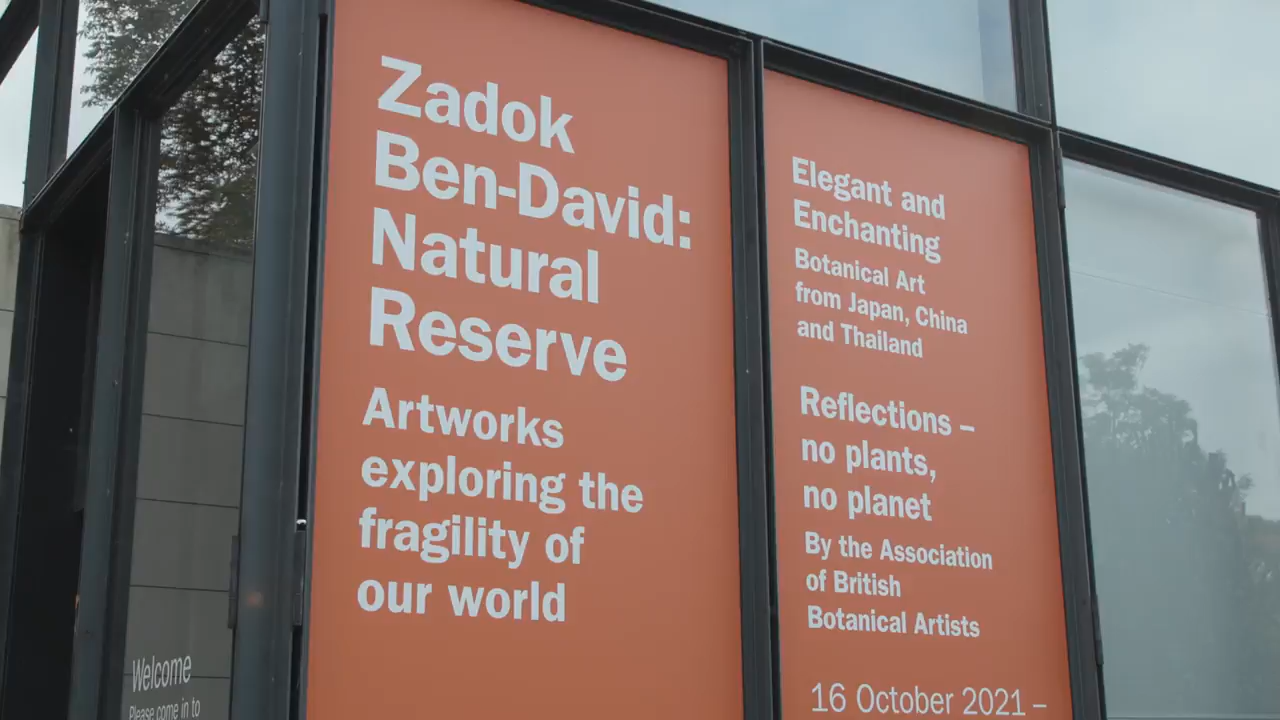 Zadok
Ben-David:
Natural
Reserve
Artworks
exploring the
fragility of
our world
Elegant and
Enchanting
Botanical Art
from Japan, China
and Thailand
Reflections –
no plants,
no planet
By the Association
of British
Botanical Artists
16 October 2021 –
Welcome
Please come in to